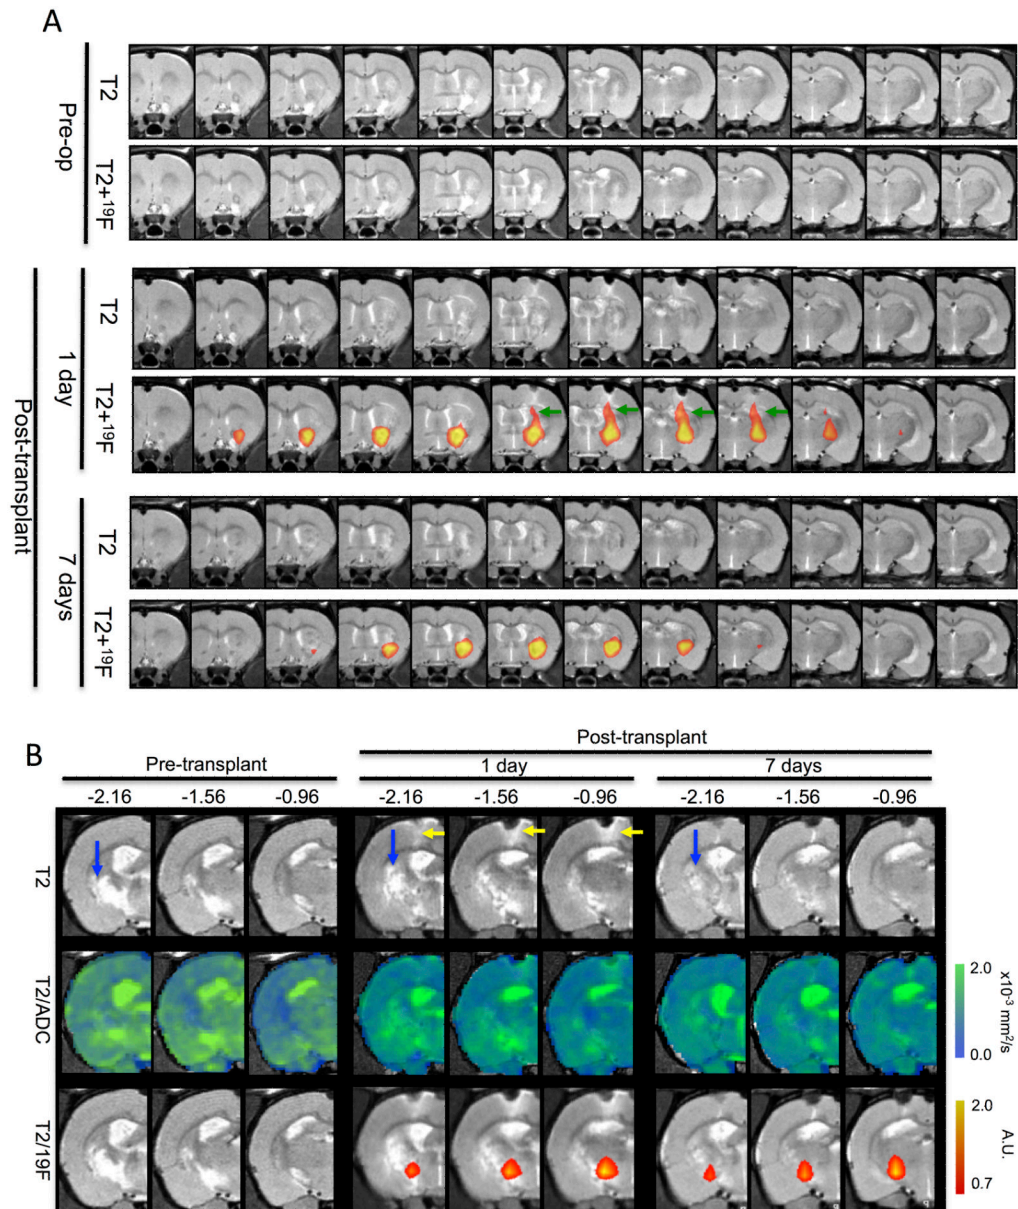 A
Pre-op
T2
T2+19F
Post-transplant
1 day
T2
T2+19F
7 days
T2
T2+19F
B
Post-transplant
Pre-transplant
1 day
7 days
-2.16 -1.56 -0.96 -2.16 -1.56 -0.96 -2.16 -1.56 -0.96
T2
T2//ADC
2.0
x10-3 mm2/s
0.0
T2/19F
2.0
A.U.
0.7